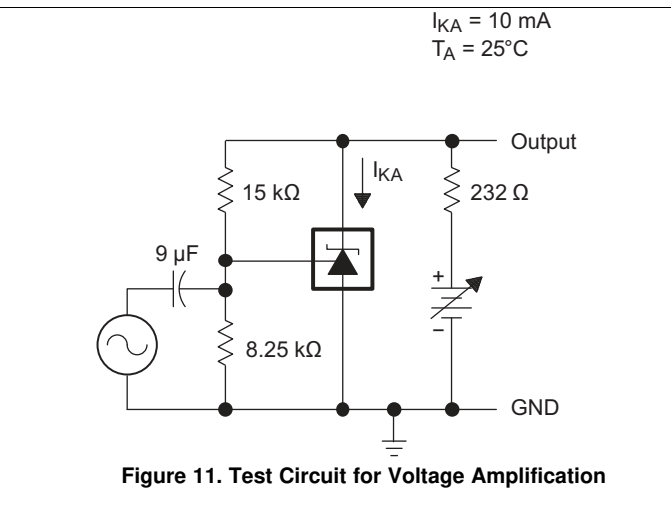 I_KA = 10 mA
T_A = 25°C
Output
I_KA
15 kΩ
232 Ω
9 µF
+
−
8.25 kΩ
GND
Figure 11. Test Circuit for Voltage Amplification